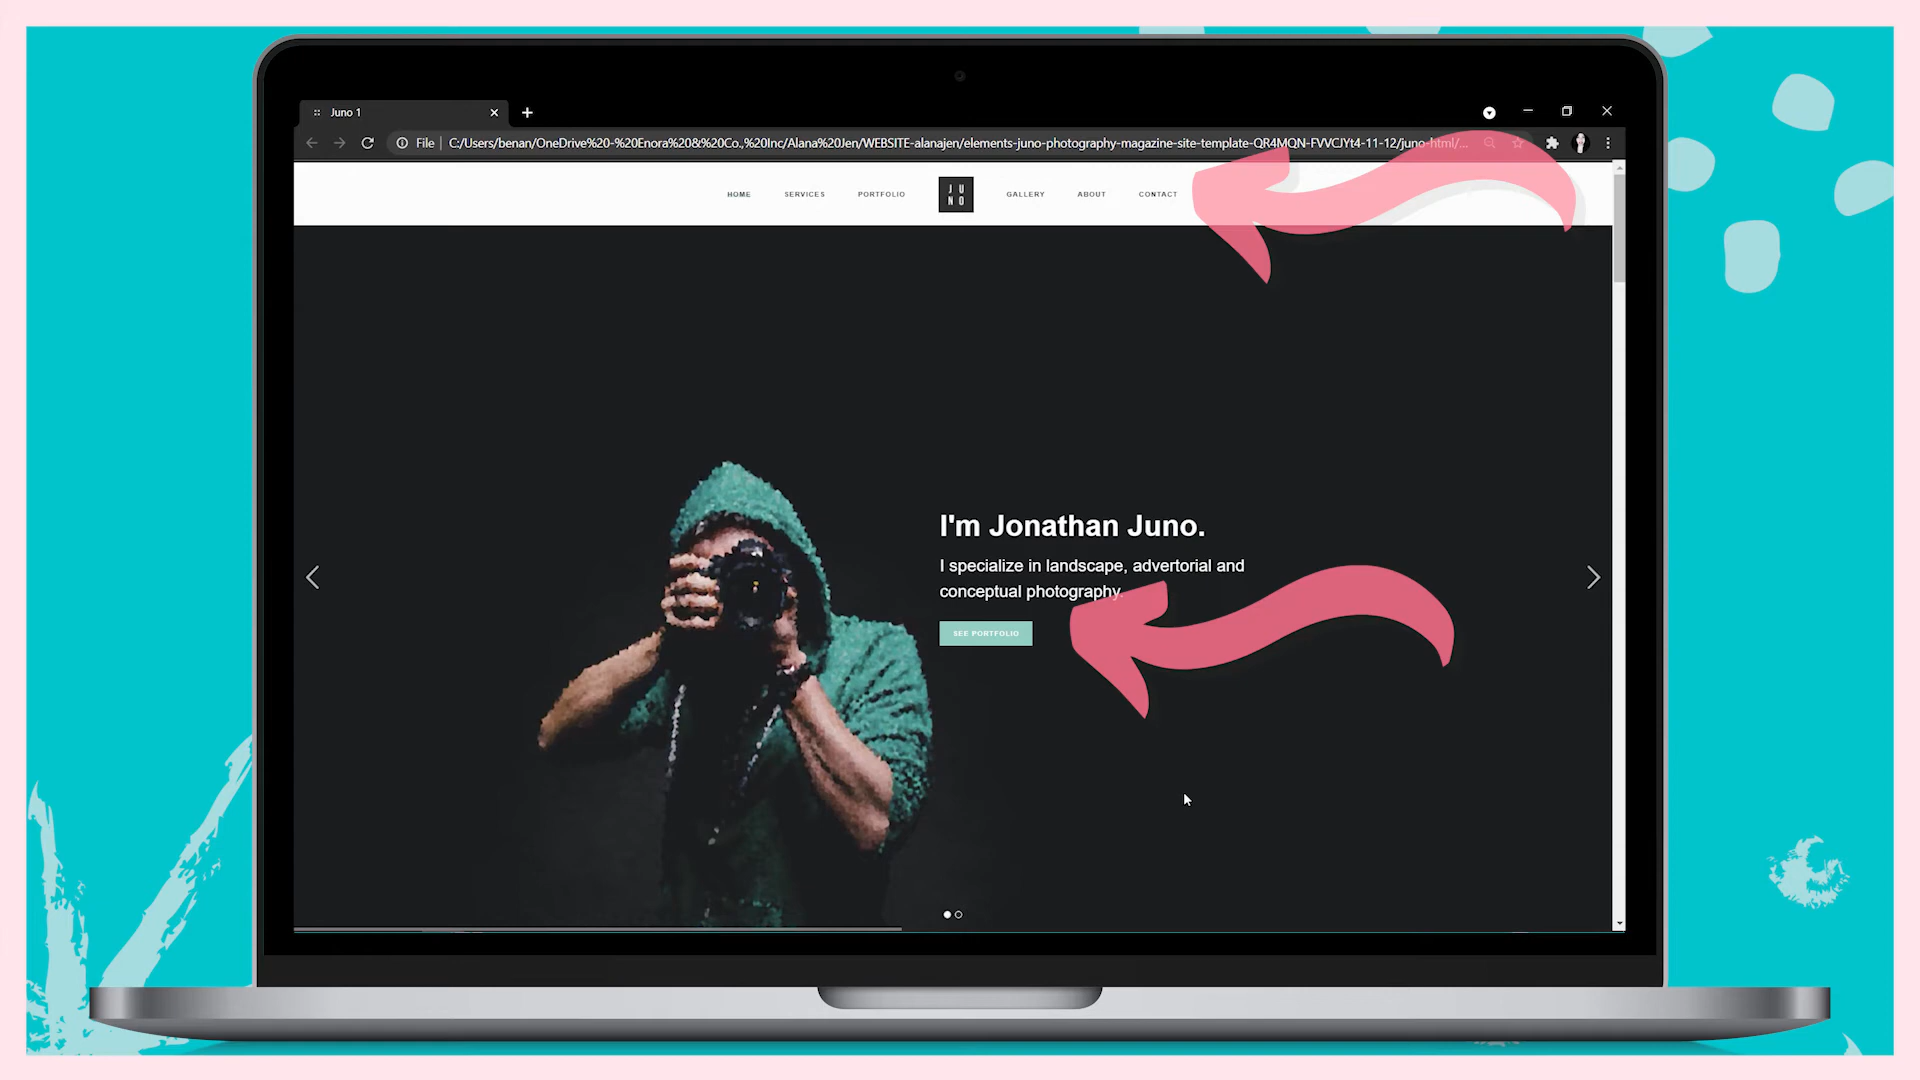 Juno 1
File
C:/Users/benan/OneDrive%20-%20Enora%20&%20Co.,%20Inc/Alana%20Jen/WEBSITE-alanajen/elements-juno-photography-magazine-site-template-QR4MQN-FVVCJYt4-11-12/juno-html/...
HOME SERVICES PORTFOLIO JU NO GALLERY ABOUT CONTACT
I'm Jonathan Juno.
I specialize in landscape, advertorial and
conceptual photography.
SEE PORTFOLIO